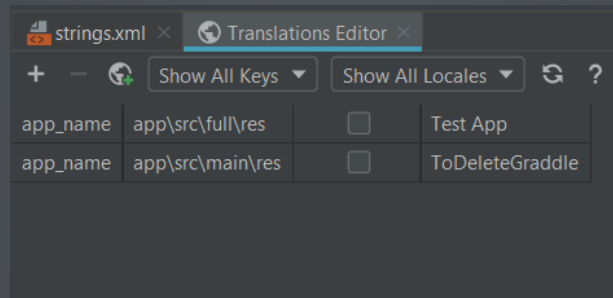 strings.xml Translations Editor
Show All Keys Show All Locales ?
app_name app\src\full\res Test App
app_name app\src\main\res ToDeleteGraddle